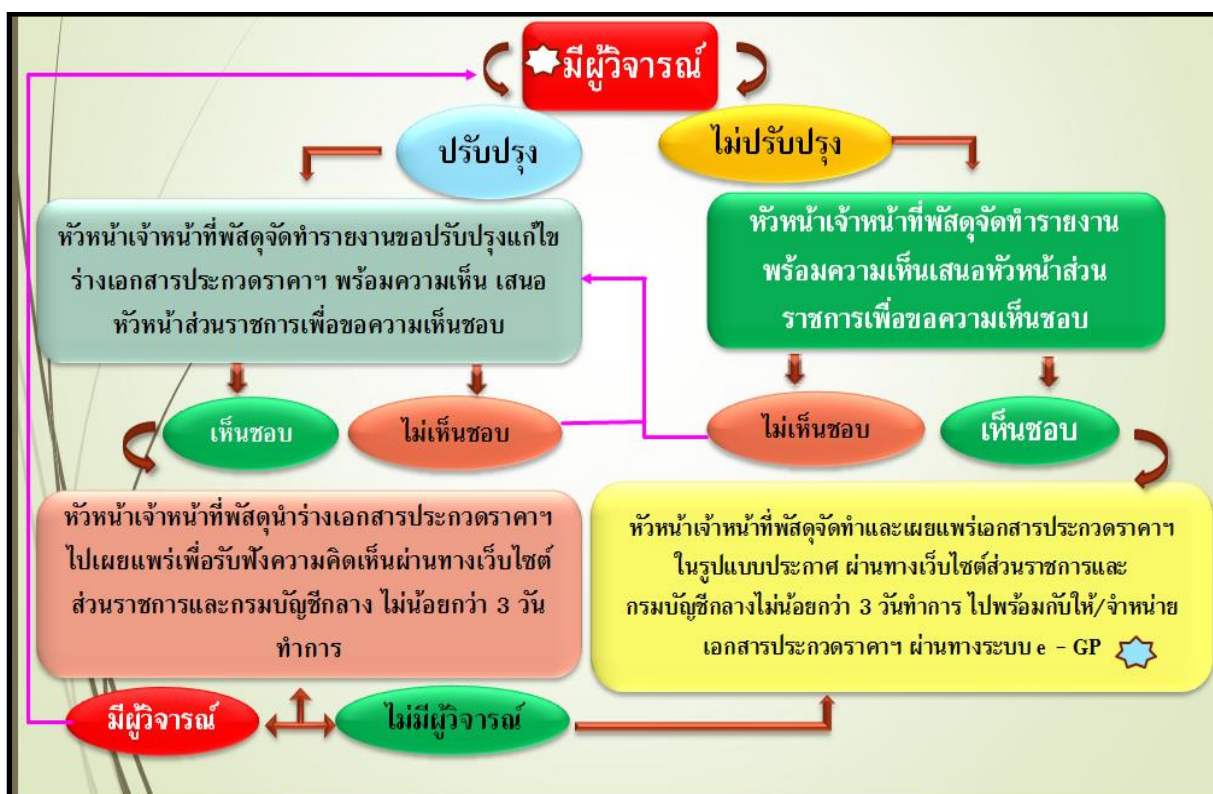 มีผู้วิจารณ์
ปรับปรุง
ไม่ปรับปรุง
หัวหน้าเจ้าหน้าที่พัสดุจัดทำรายงานขอปรับปรุงแก้ไข
ร่างเอกสารประกวดราคาฯ พร้อมความเห็น เสนอ
หัวหน้าส่วนราชการเพื่อขอความเห็นชอบ
หัวหน้าเจ้าหน้าที่พัสดุจัดทำรายงาน
พร้อมความเห็นเสนอหัวหน้าส่วน
ราชการเพื่อขอความเห็นชอบ
เห็นชอบ
ไม่เห็นชอบ
ไม่เห็นชอบ
เห็นชอบ
หัวหน้าเจ้าหน้าที่พัสดุนำร่างเอกสารประกวดราคาฯ
ไปเผยแพร่เพื่อรับฟังความคิดเห็นผ่านทางเว็บไซต์
ส่วนราชการและกรมบัญชีกลาง ไม่น้อยกว่า 3 วัน
ทำการ
หัวหน้าเจ้าหน้าที่พัสดุจัดทำและเผยแพร่เอกสารประกวดราคาฯ
ในรูปแบบประกาศ ผ่านทางเว็บไซต์ส่วนราชการและ
กรมบัญชีกลางไม่น้อยกว่า 3 วันทำการ ไปพร้อมกับให้/จำหน่าย
เอกสารประกวดราคาฯ ผ่านทางระบบ e - GP
มีผู้วิจารณ์
ไม่มีผู้วิจารณ์